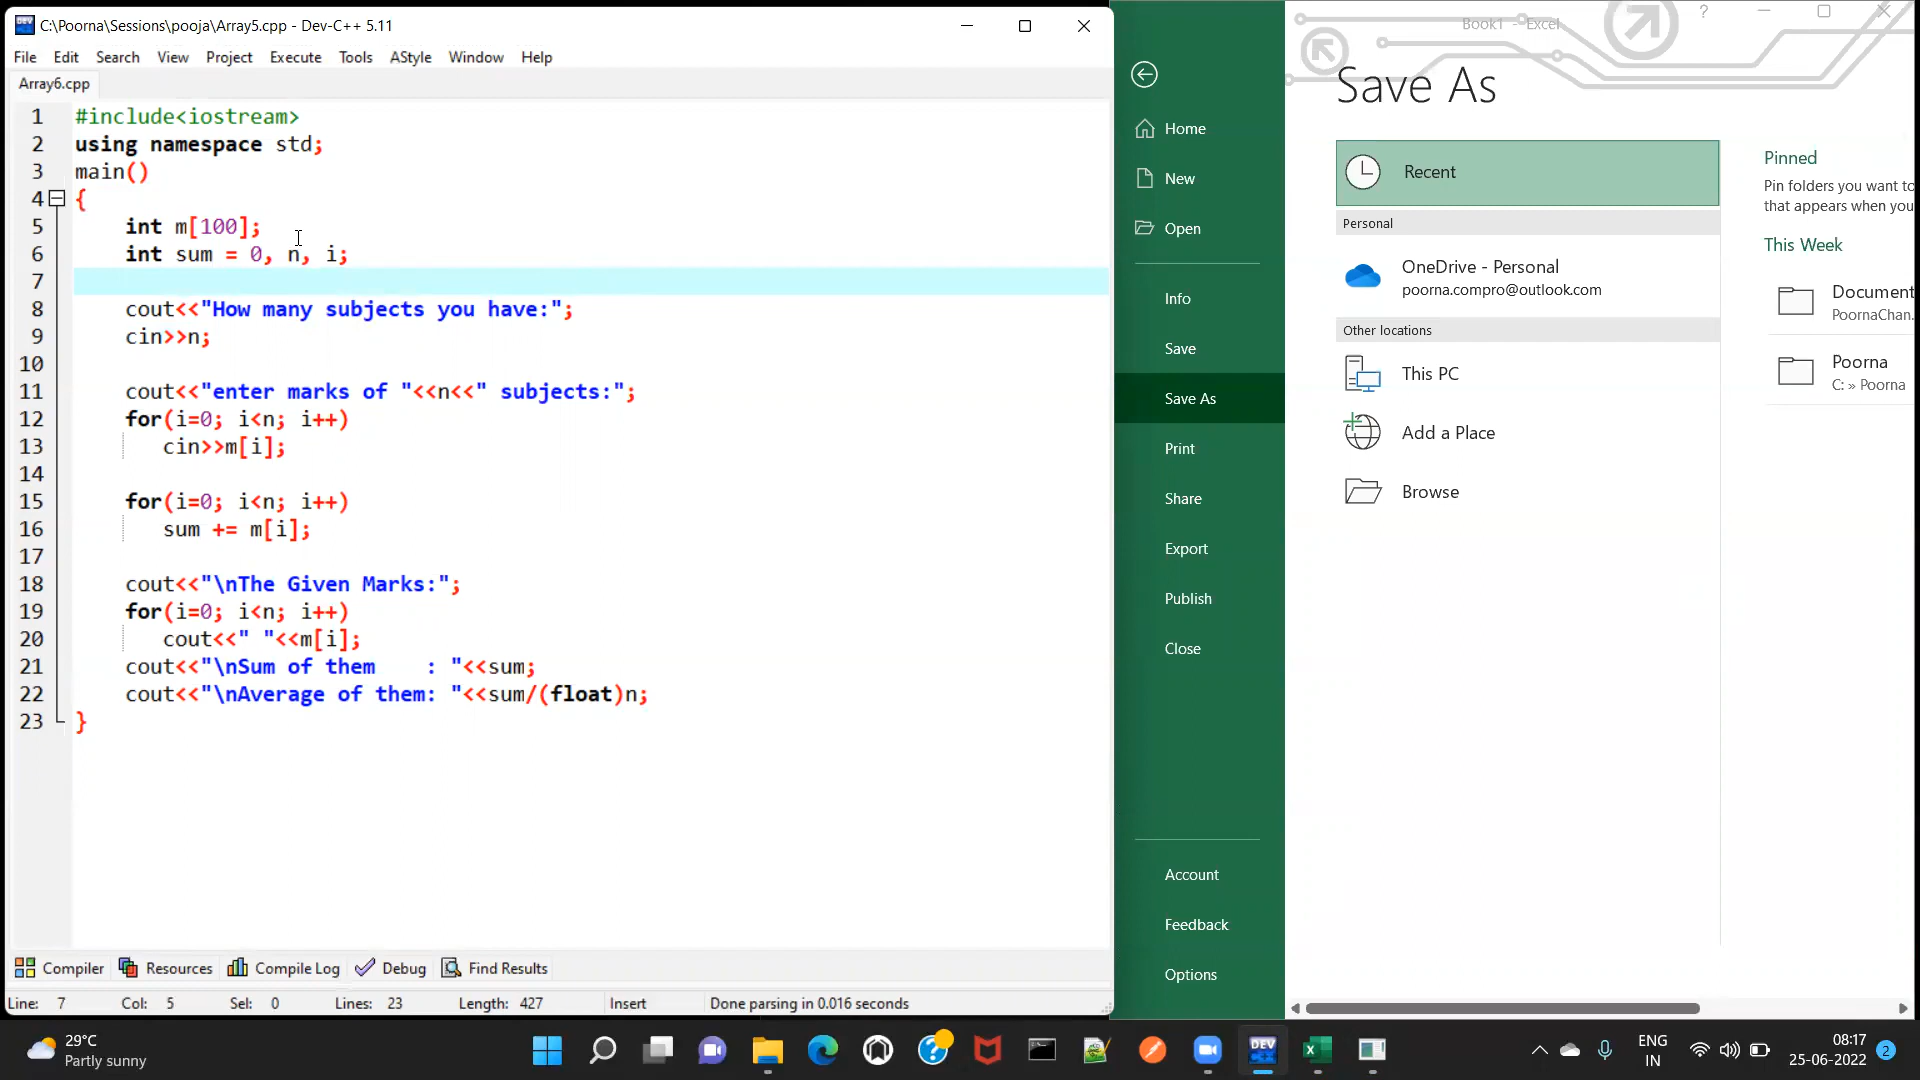 C:\Poorna\Sessions\pooja\Array5.cpp - Dev-C++ 5.11
File Edit Search View Project Execute Tools AStyle Window Help
Array6.cpp
1 #include<iostream>
2 using namespace std;
3 main()
4 {
5 int m[100];
6 int sum = 0, n, i;
7
8 cout<<"How many subjects you have:";
9 cin>>n;
10
11 cout<<"enter marks of "<<n<<" subjects:";
12 for(i=0; i<n; i++)
13 cin>>m[i];
14
15 for(i=0; i<n; i++)
16 sum += m[i];
17
18 cout<<"\nThe Given Marks:";
19 for(i=0; i<n; i++)
20 cout<<" "<<m[i];
21 cout<<"\nSum of them    : "<<sum;
22 cout<<"\nAverage of them: "<<sum/(float)n;
23 }
Compiler Resources Compile Log Debug Find Results
Line: 7 Col: 5 Sel: 0 Lines: 23 Length: 427 Insert Done parsing in 0.016 seconds
Book1 - Excel ?
Home
New
Open
Info
Save
Save As
Print
Share
Export
Publish
Close
Account
Feedback
Options
Save As
Recent
Personal
OneDrive - Personal
poorna.compro@outlook.com
Other locations
This PC
Add a Place
Browse
Pinned
Pin folders you want to
that appears when you
This Week
Document
PoornaChan.
Poorna
C: » Poorna
29°C
Partly sunny
DEV
C++
ENG
IN
08:17
25-06-2022
2